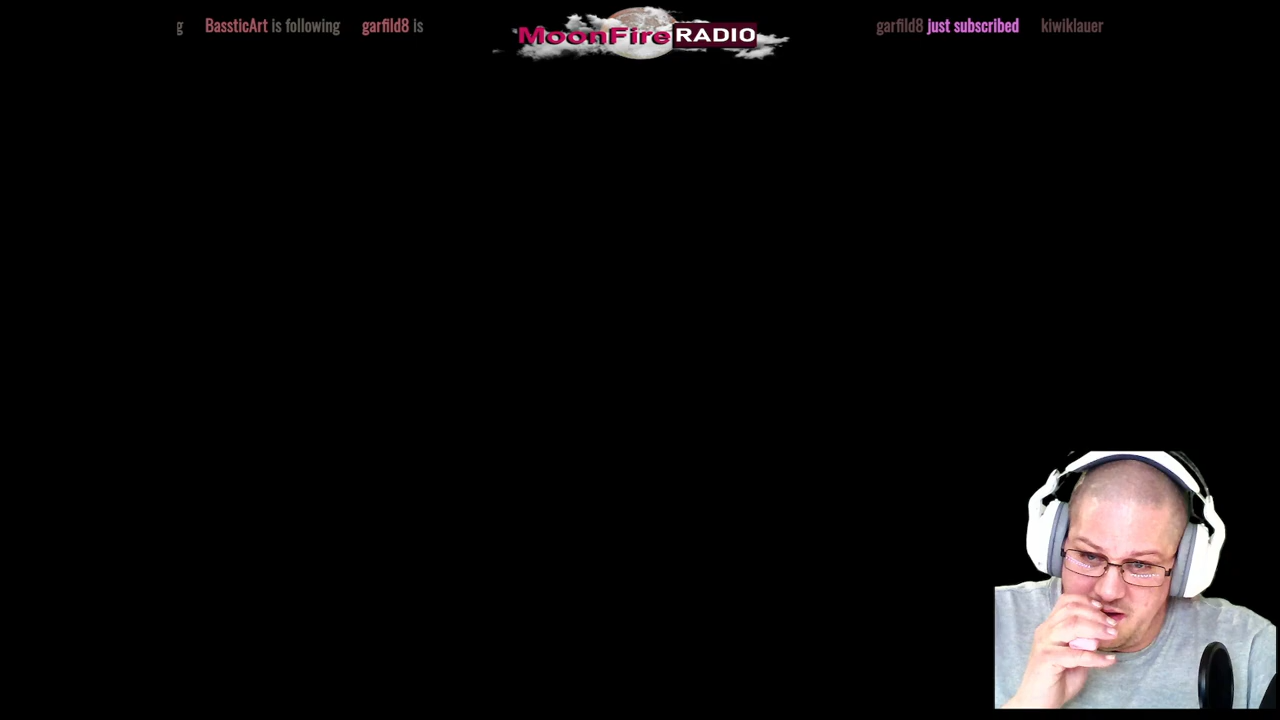 g BassticArt is following garfild8 is
MoonFire RADIO
garfild8 just subscribed kiwiklauer